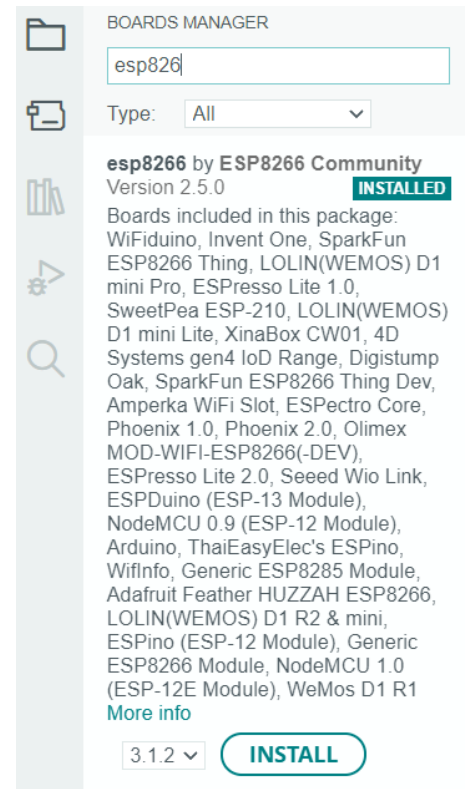 BOARDS MANAGER
esp826
Type: All
esp8266 by ESP8266 Community
Version 2.5.0 INSTALLED
Boards included in this package:
WiFiduino, Invent One, SparkFun
ESP8266 Thing, LOLIN(WEMOS) D1
mini Pro, ESPresso Lite 1.0,
SweetPea ESP-210, LOLIN(WEMOS)
D1 mini Lite, XinaBox CW01, 4D
Systems gen4 IoD Range, Digistump
Oak, SparkFun ESP8266 Thing Dev,
Amperka WiFi Slot, ESPectro Core,
Phoenix 1.0, Phoenix 2.0, Olimex
MOD-WIFI-ESP8266(-DEV),
ESPresso Lite 2.0, Seeed Wio Link,
ESPDuino (ESP-13 Module),
NodeMCU 0.9 (ESP-12 Module),
Arduino, ThaiEasyElec's ESPino,
WifInfo, Generic ESP8285 Module,
Adafruit Feather HUZZAH ESP8266,
LOLIN(WEMOS) D1 R2 & mini,
ESPino (ESP-12 Module), Generic
ESP8266 Module, NodeMCU 1.0
(ESP-12E Module), WeMos D1 R1
More info
3.1.2 INSTALL